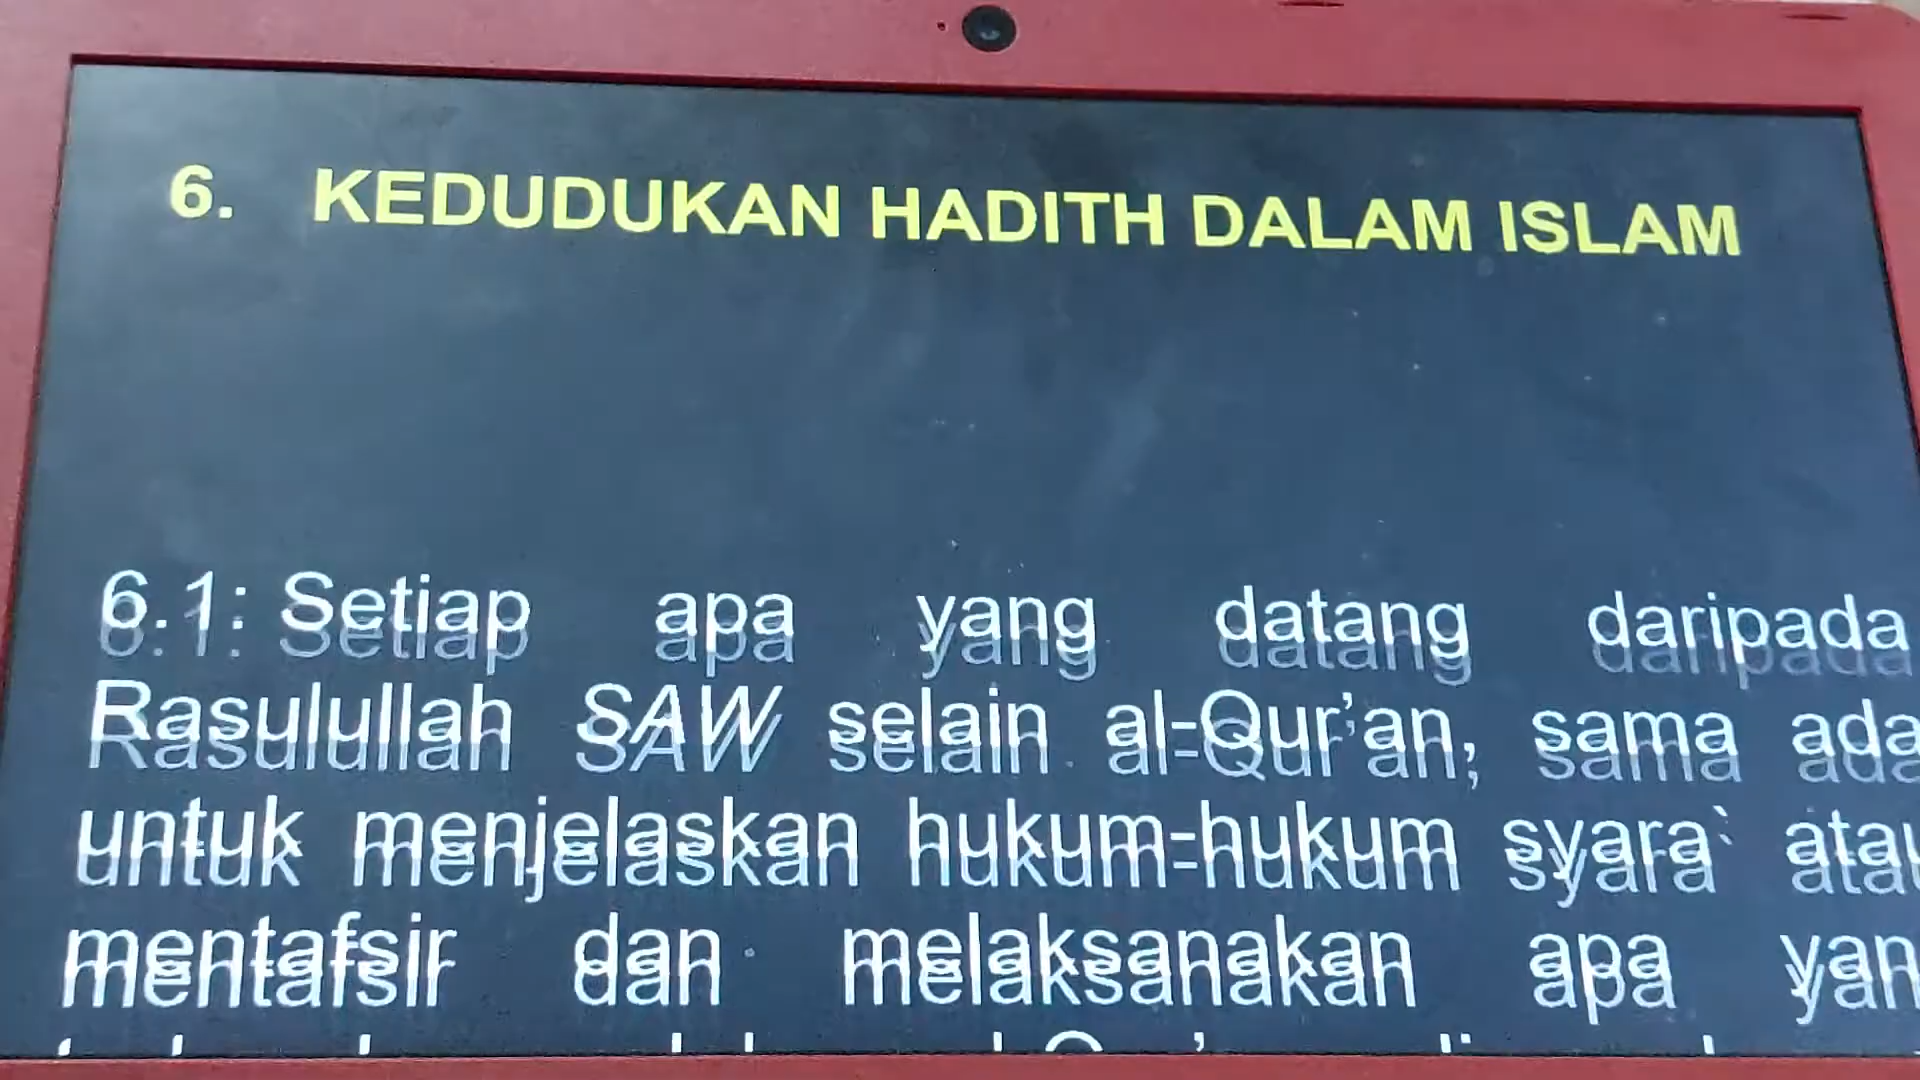 6. KEDUDUKAN HADITH DALAM ISLAM
6.1: Setiap apa yang datang daripada
Rasulullah SAW selain al-Qur’an, sama ada
untuk menjelaskan hukum-hukum syara` atau
mentafsir dan melaksanakan apa yan